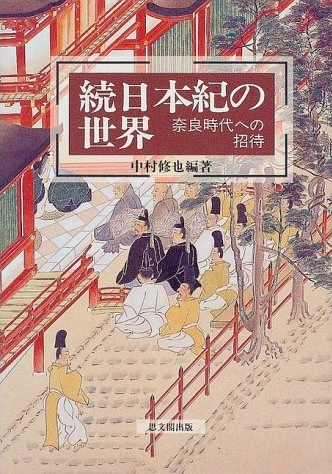 続日本紀の
世界
奈良時代への
招待
中村修也編著
思文閣出版